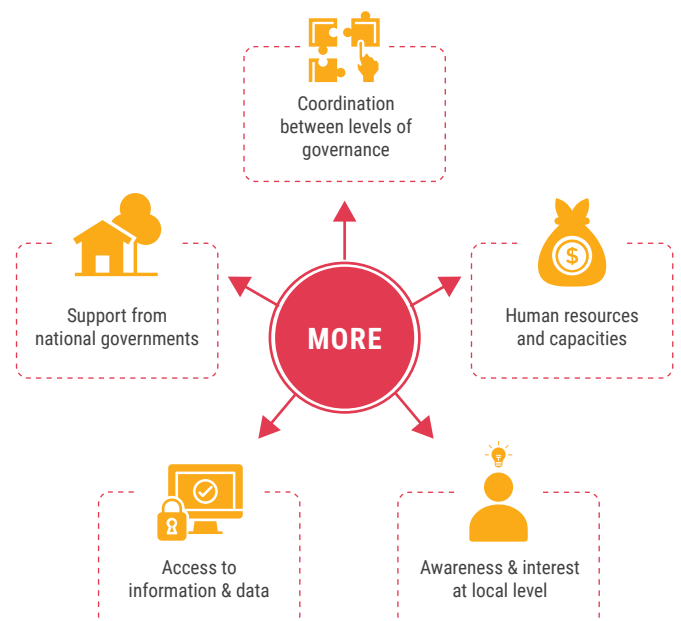 Coordination
between levels of
governance
Support from
national governments
MORE
$
Human resources
and capacities
Access to
information & data
Awareness & interest
at local level